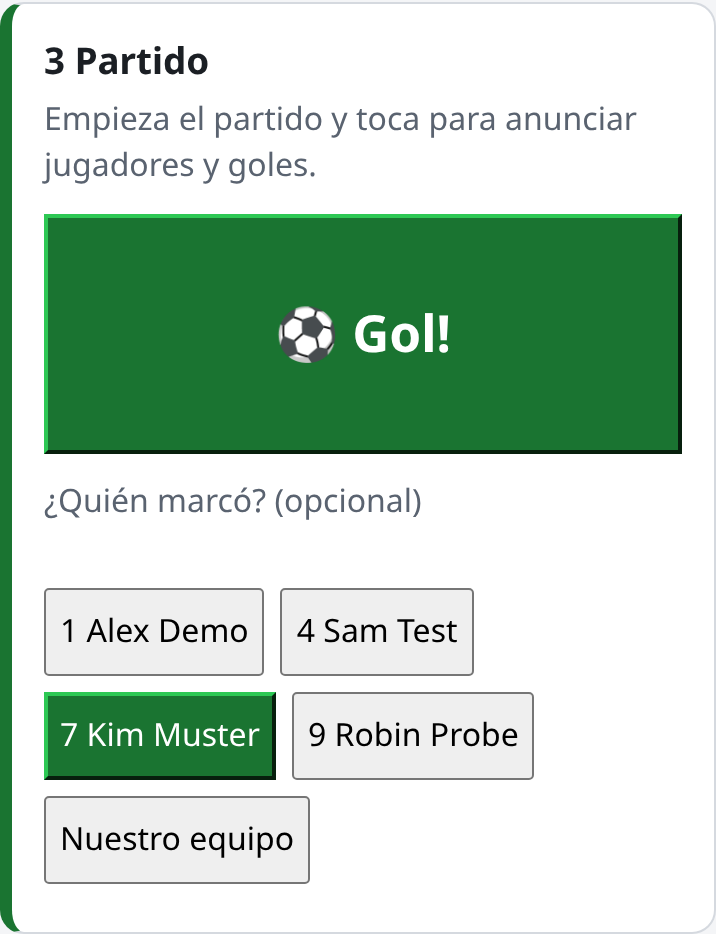 3 Partido
Empieza el partido y toca para anunciar
jugadores y goles.
⚽ Gol!
¿Quién marcó? (opcional)
1 Alex Demo
4 Sam Test
7 Kim Muster
9 Robin Probe
Nuestro equipo